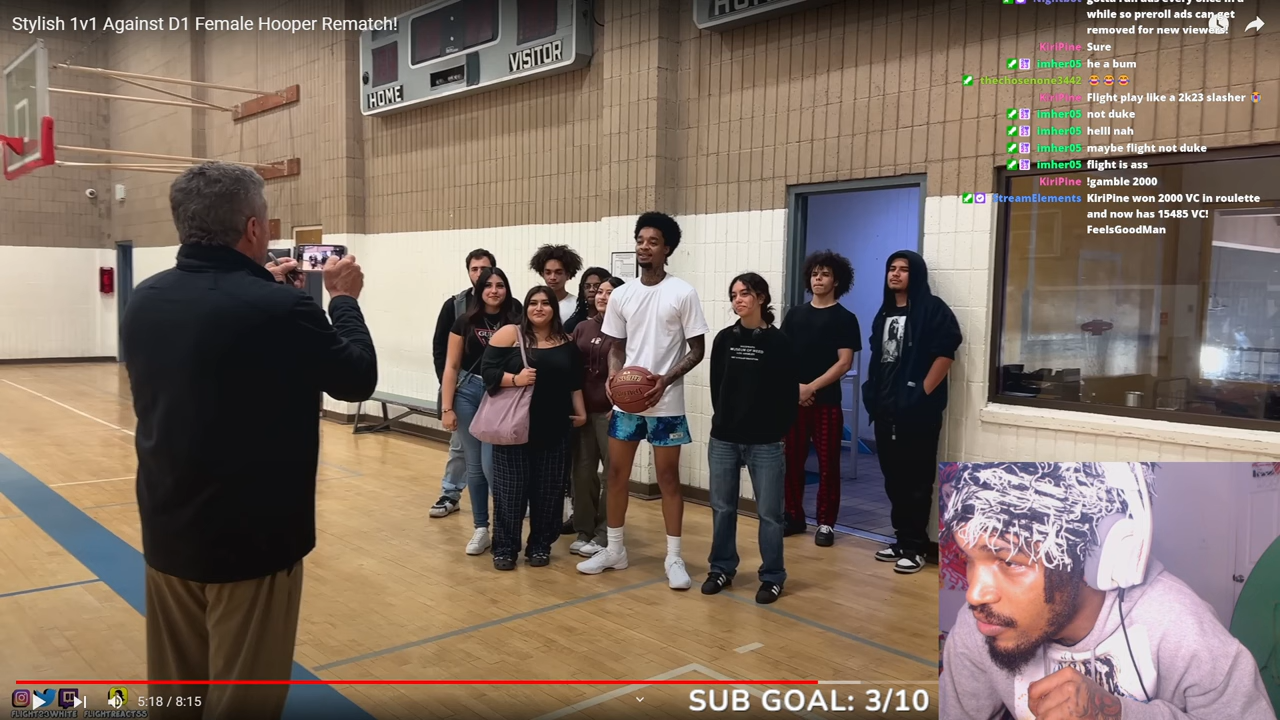 Stylish 1v1 Against D1 Female Hooper Rematch!
Nightbot gotta run ads every once in a
while so preroll ads can get
removed for new viewers!
KiriPine Sure
imher05 he a bum
thechosenone3442
KiriPine Flight play like a 2k23 slasher
imher05 not duke
imher05 helll nah
imher05 maybe flight not duke
imher05 flight is ass
KiriPine !gamble 2000
StreamElements KiriPine won 2000 VC in roulette
and now has 15485 VC!
FeelsGoodMan
HOME
VISITOR
HOME
5:18 / 8:15
FLIGHT23WHITE
FLIGHTREACTSS
SUB GOAL: 3/10